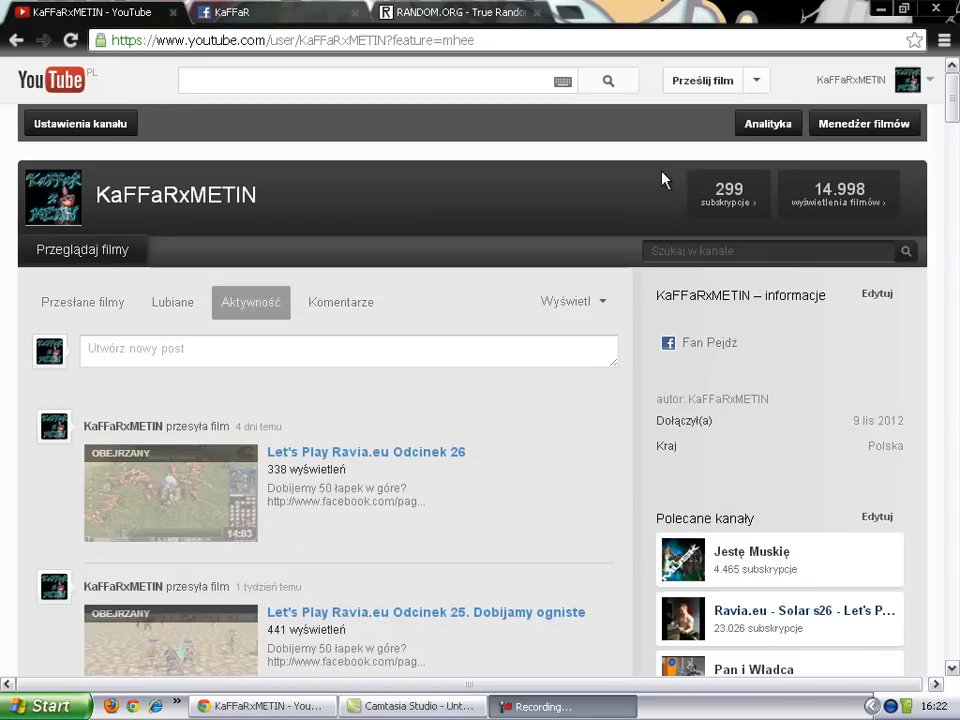 KaFFaRxMETIN - YouTube
KaFFaR
RANDOM.ORG - True Rando
https://www.youtube.com/user/KaFFaRxMETIN?feature=mhee
YouTube PL
Prześlij film
KaFFaRxMETIN
Ustawienia kanału
Analityka
Menedżer filmów
KaFFaRxMETIN
299
subskrypcje ›
14.998
wyświetlenia filmów ›
Przeglądaj filmy
Szukaj w kanale
Przesłane filmy
Lubiane
Aktywność
Komentarze
Wyświetl
Utwórz nowy post
KaFFaRxMETIN przesyła film 4 dni temu
OBEJRZANY
14:03
Let's Play Ravia.eu Odcinek 26
338 wyświetleń
Dobijemy 50 łapek w górę?
http://www.facebook.com/pag...
KaFFaRxMETIN przesyła film 1 tydzień temu
OBEJRZANY
Let's Play Ravia.eu Odcinek 25. Dobijamy ogniste
441 wyświetleń
Dobijemy 50 łapek w górę?
http://www.facebook.com/pag...
KaFFaRxMETIN – informacje
Edytuj
Fan Pejdż
autor: KaFFaRxMETIN
Dołączył(a)
9 lis 2012
Kraj
Polska
Polecane kanały
Edytuj
Jestę Muskię
4.465 subskrypcje
Ravia.eu - Solar s26 - Let's P...
23.026 subskrypcje
Pan i Władca
Start
KaFFaRxMETIN - You...
Camtasia Studio - Unt...
Recording...
16:22